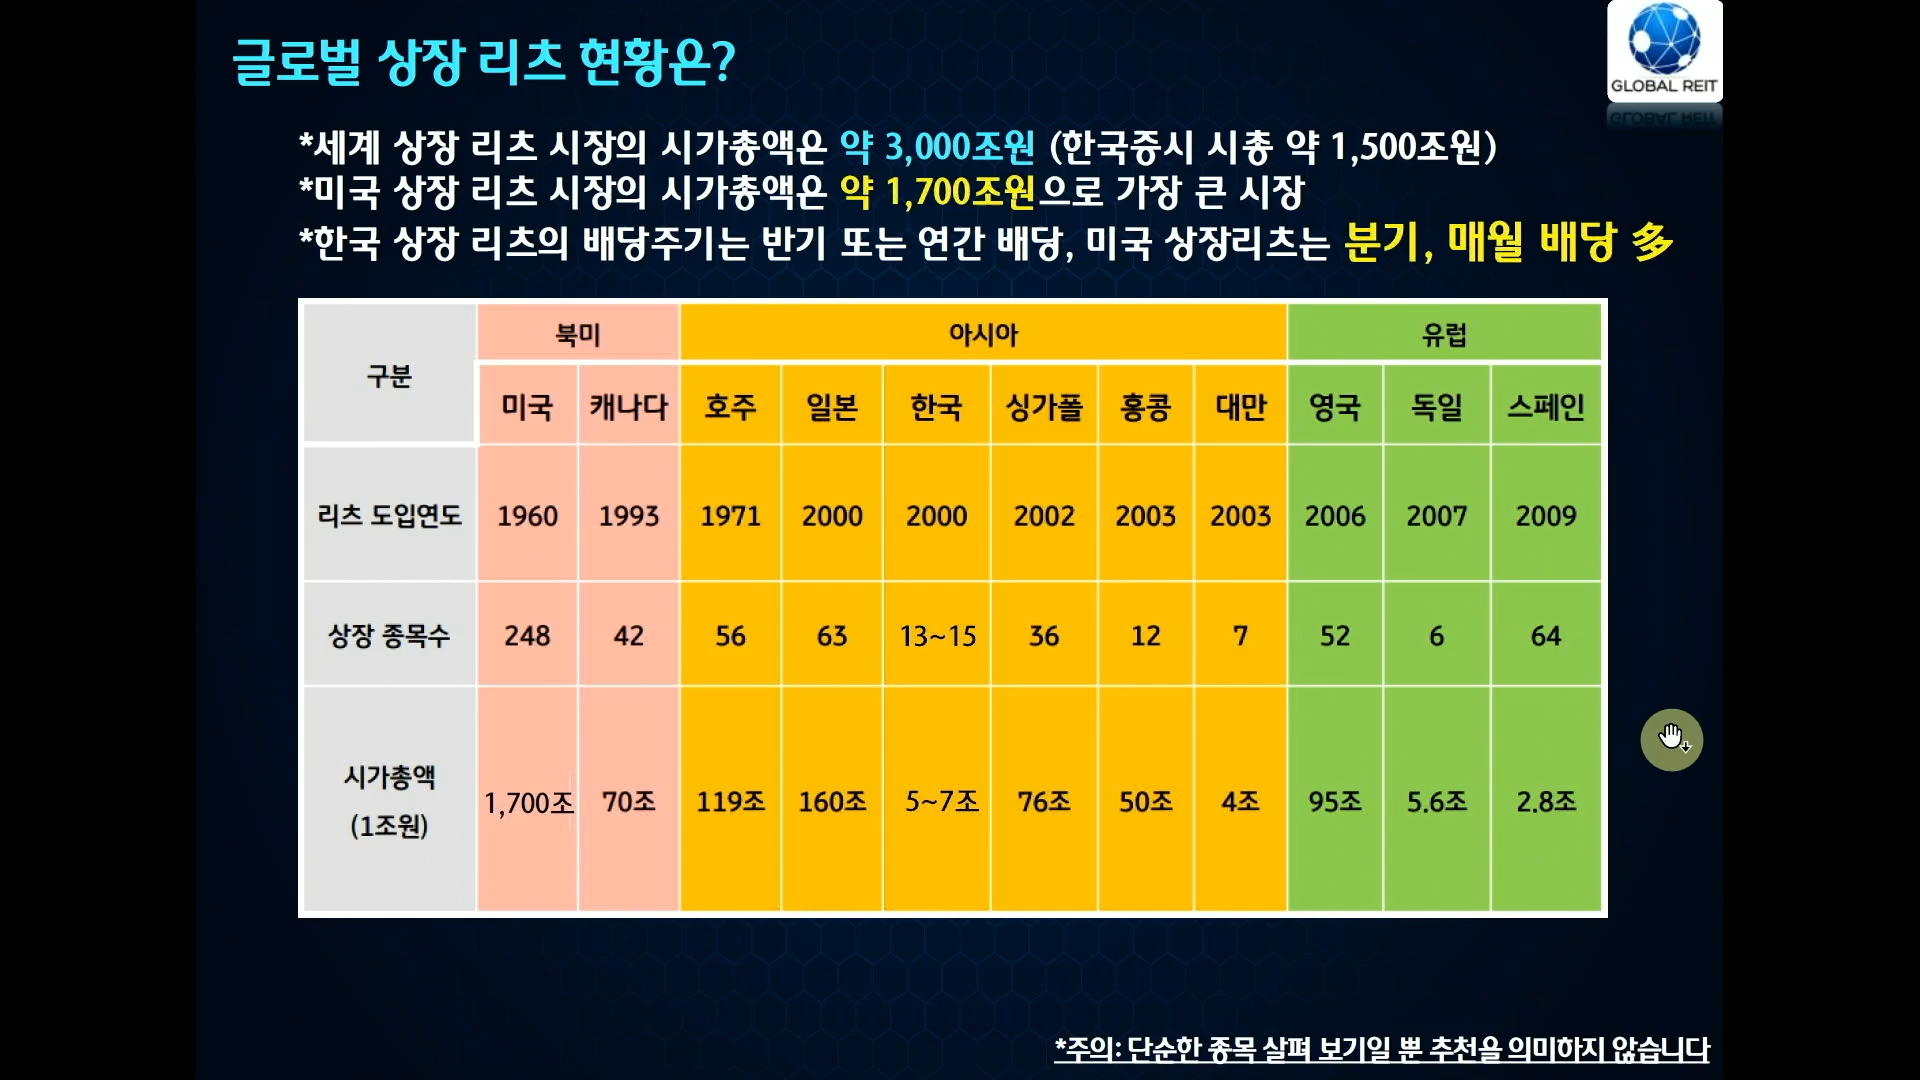 글로벌 상장 리츠 현황은?
GLOBAL REIT
*세계 상장 리츠 시장의 시가총액은 약 3,000조원 (한국증시 시총 약 1,500조원)
*미국 상장 리츠 시장의 시가총액은 약 1,700조원으로 가장 큰 시장
*한국 상장 리츠의 배당주기는 반기 또는 연간 배당, 미국 상장리츠는 분기, 매월 배당 多
구분 북미 아시아 유럽
미국 캐나다 호주 일본 한국 싱가폴 홍콩 대만 영국 독일 스페인
리츠 도입연도 1960 1993 1971 2000 2000 2002 2003 2003 2006 2007 2009
상장 종목수 248 42 56 63 13~15 36 12 7 52 6 64
시가총액 (1조원) 1,700조 70조 119조 160조 5~7조 76조 50조 4조 95조 5.6조 2.8조
*주의: 단순한 종목 살펴 보기일 뿐 추천을 의미하지 않습니다